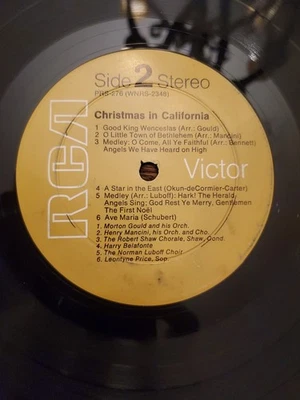 Side 2 Stereo
PRS-276 (WNRS-2348)
Christmas in California
1 Good King Wenceslas (Arr.: Gould)
2 O Little Town of Bethlehem (Arr.: Mancini)
3 Medley: O Come, All Ye Faithful (Arr.: Bennett)
Angels We Have Heard on High
RCA
Victor
4 A Star in the East (Okun-deCormier-Carter)
5 Medley (Arr.: Luboff): Hark! the Herald,
Angels Sing; God Rest Ye Merry, Gentlemen
The First Noël
6 Ave Maria (Schubert)
1. Morton Gould and his Orch.
2. Henry Mancini, his Orch. and Cho.
3. The Robert Shaw Chorale, Shaw, Cond.
4. Harry Belafonte
5. The Norman Luboff Choir
6. Leontyne Price, Sop.